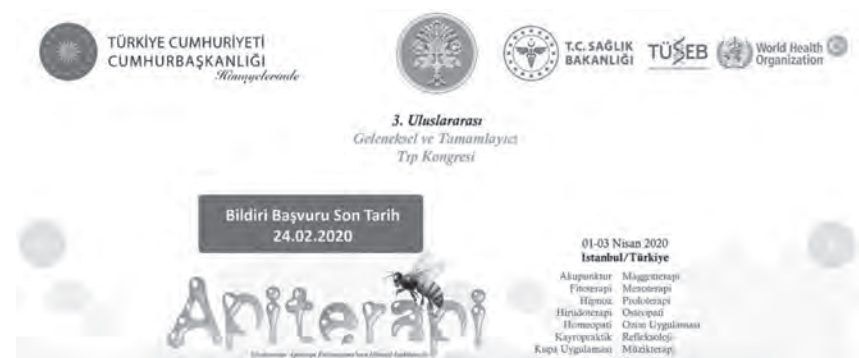 TÜRKİYE CUMHURİYETİ
CUMHURBAŞKANLIĞI
Himayelerinde
T.C. SAĞLIK
BAKANLIĞI
TÜSEB
World Health
Organization
3. Uluslararası
Geleneksel ve Tamamlayıcı
Tıp Kongresi
Bildiri Başvuru Son Tarih
24.02.2020
Apiterapi
01-03 Nisan 2020
Istanbul/Türkiye
Akupunktur Maggotterapi
Fitoterapi Mezoterapi
Hipnoz Proloterapi
Hirudoterapi Osteopati
Homeopati Ozon Uygulaması
Kayropraktik Refleksoloji
Kupa Uygulaması Müzikterapi